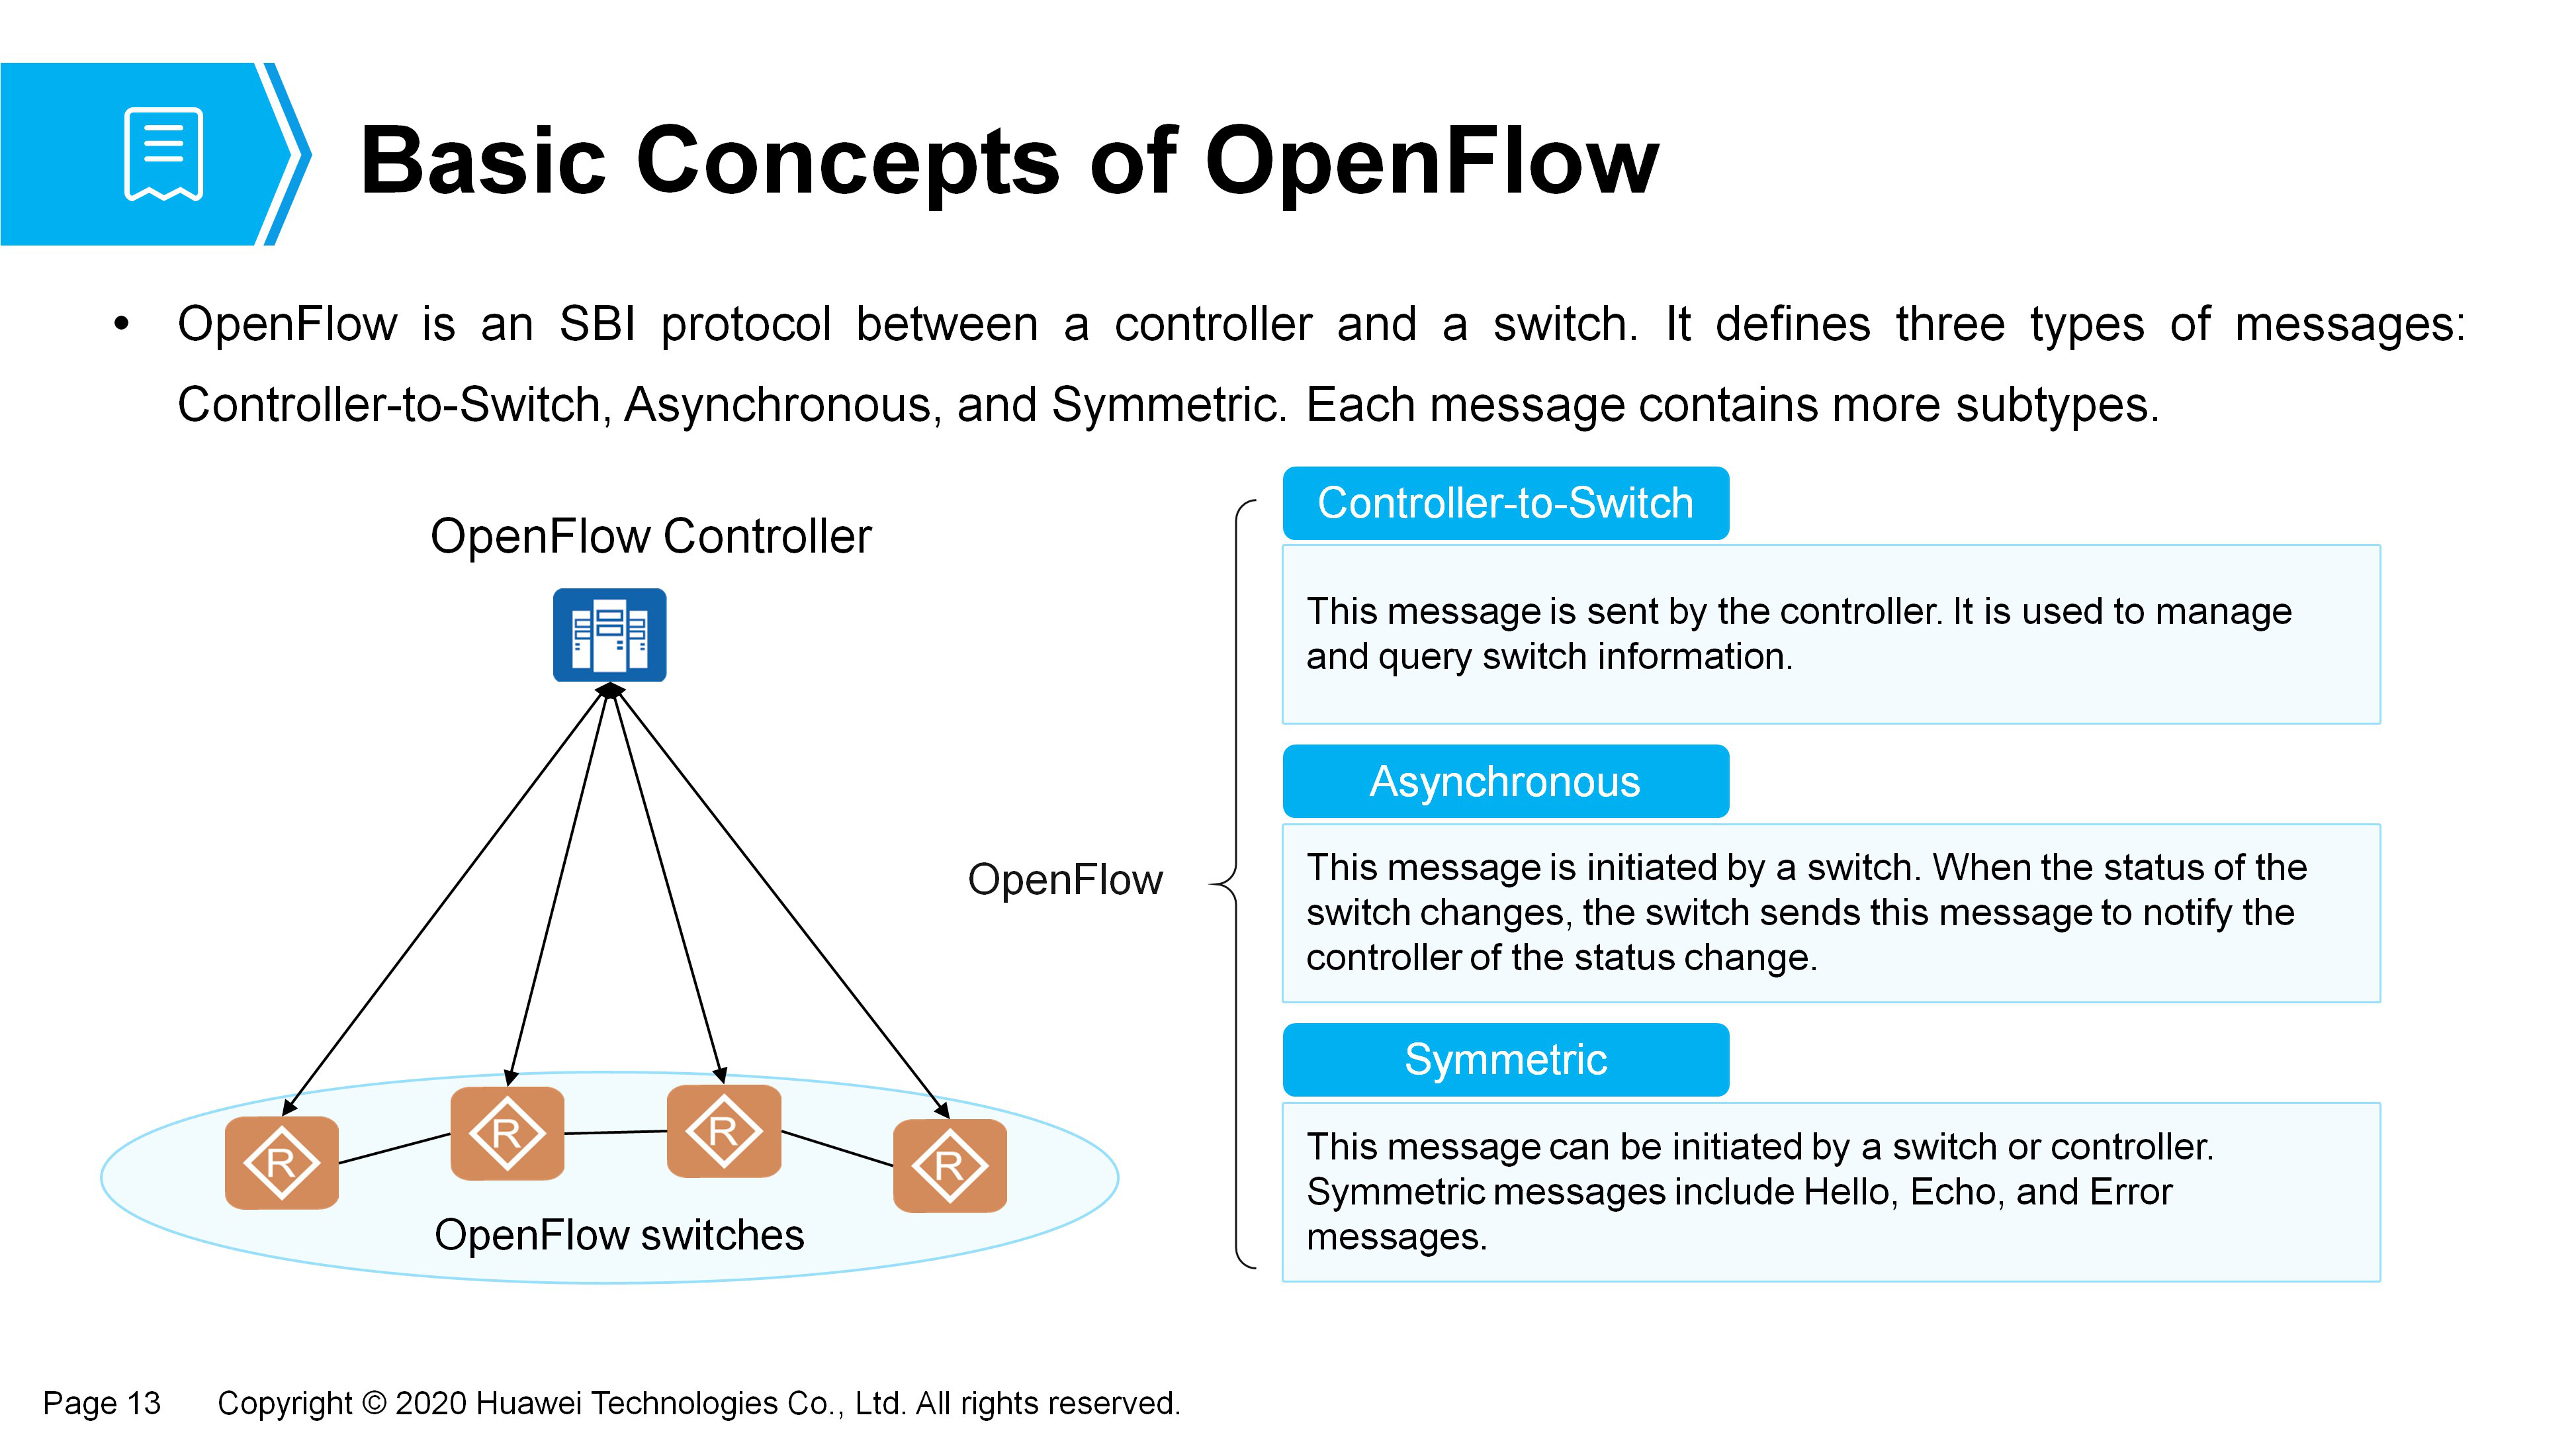 Basic Concepts of OpenFlow
• OpenFlow is an SBI protocol between a controller and a switch. It defines three types of messages:
Controller-to-Switch, Asynchronous, and Symmetric. Each message contains more subtypes.
OpenFlow Controller
R
R
R
R
OpenFlow switches
OpenFlow
Controller-to-Switch
This message is sent by the controller. It is used to manage
and query switch information.
Asynchronous
This message is initiated by a switch. When the status of the
switch changes, the switch sends this message to notify the
controller of the status change.
Symmetric
This message can be initiated by a switch or controller.
Symmetric messages include Hello, Echo, and Error
messages.
Page 13 Copyright © 2020 Huawei Technologies Co., Ltd. All rights reserved.